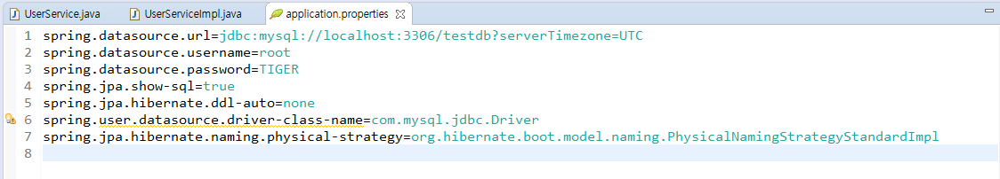 UserService.java UserServiceImpl.java application.properties
1 spring.datasource.url=jdbc:mysql://localhost:3306/testdb?serverTimezone=UTC
2 spring.datasource.username=root
3 spring.datasource.password=TIGER
4 spring.jpa.show-sql=true
5 spring.jpa.hibernate.ddl-auto=none
6 spring.user.datasource.driver-class-name=com.mysql.jdbc.Driver
7 spring.jpa.hibernate.naming.physical-strategy=org.hibernate.boot.model.naming.PhysicalNamingStrategyStandardImpl
8